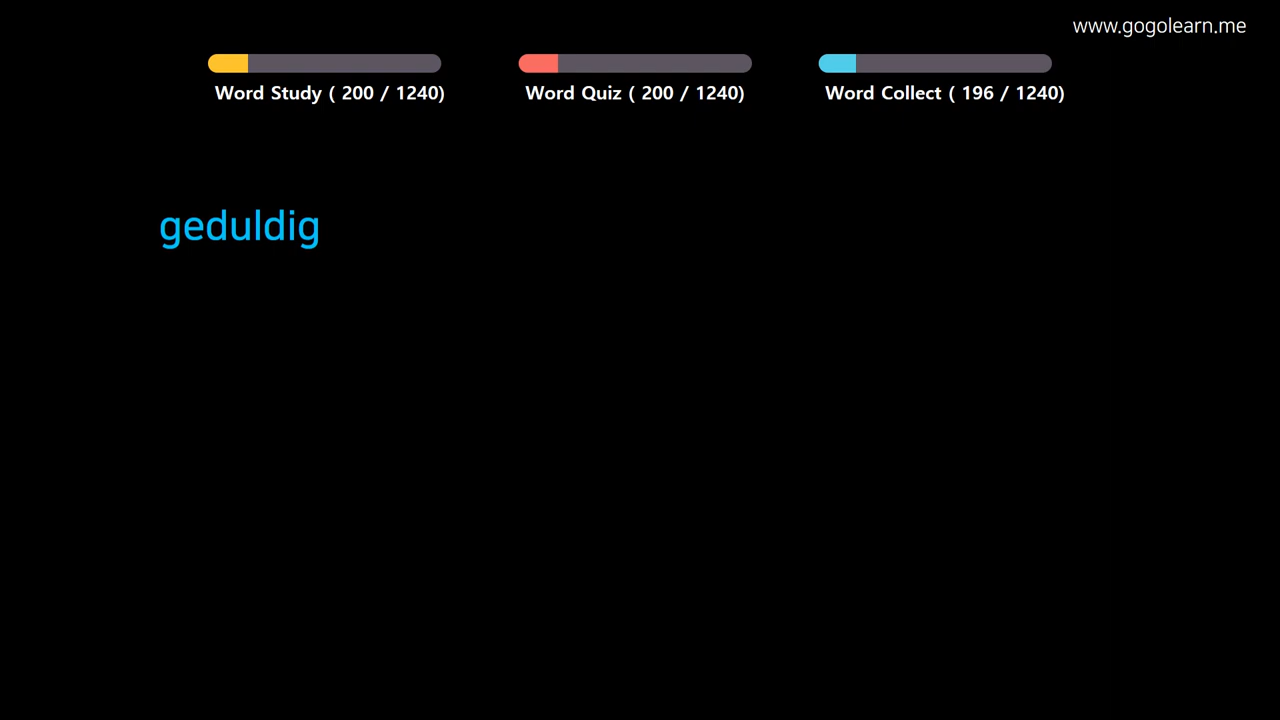 www.gogolearn.me
Word Study ( 200 / 1240)
Word Quiz ( 200 / 1240)
Word Collect ( 196 / 1240)
geduldig